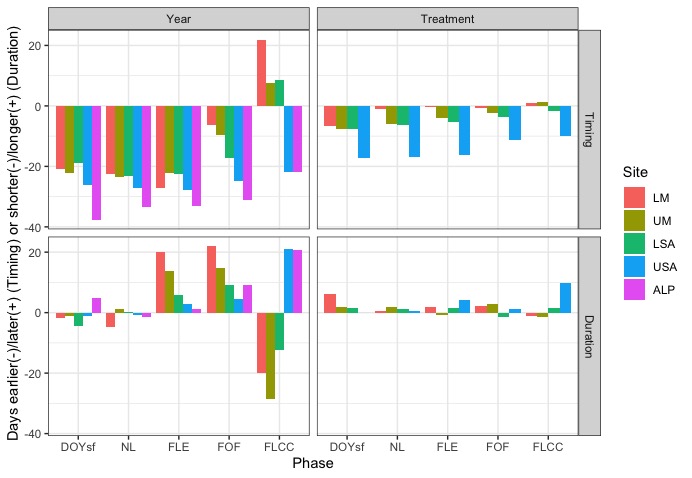 Year
Treatment
Days earlier(-)/later(+) (Timing) or shorter(-)/longer(+) (Duration)
20
0
-20
-40
Timing
20
0
-20
-40
Duration
DOYsf NL FLE FOF FLCC
DOYsf NL FLE FOF FLCC
Phase
Site
LM
UM
LSA
USA
ALP